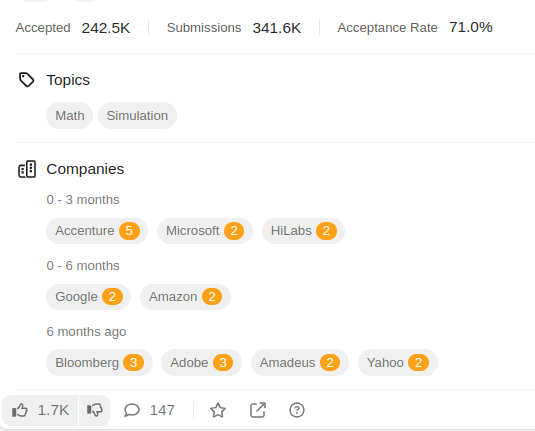 Accepted 242.5K Submissions 341.6K Acceptance Rate 71.0%
Topics
Math Simulation
Companies
0 - 3 months
Accenture 5 Microsoft 2 HiLabs 2
0 - 6 months
Google 2 Amazon 2
6 months ago
Bloomberg 3 Adobe 3 Amadeus 2 Yahoo 2
1.7K 147